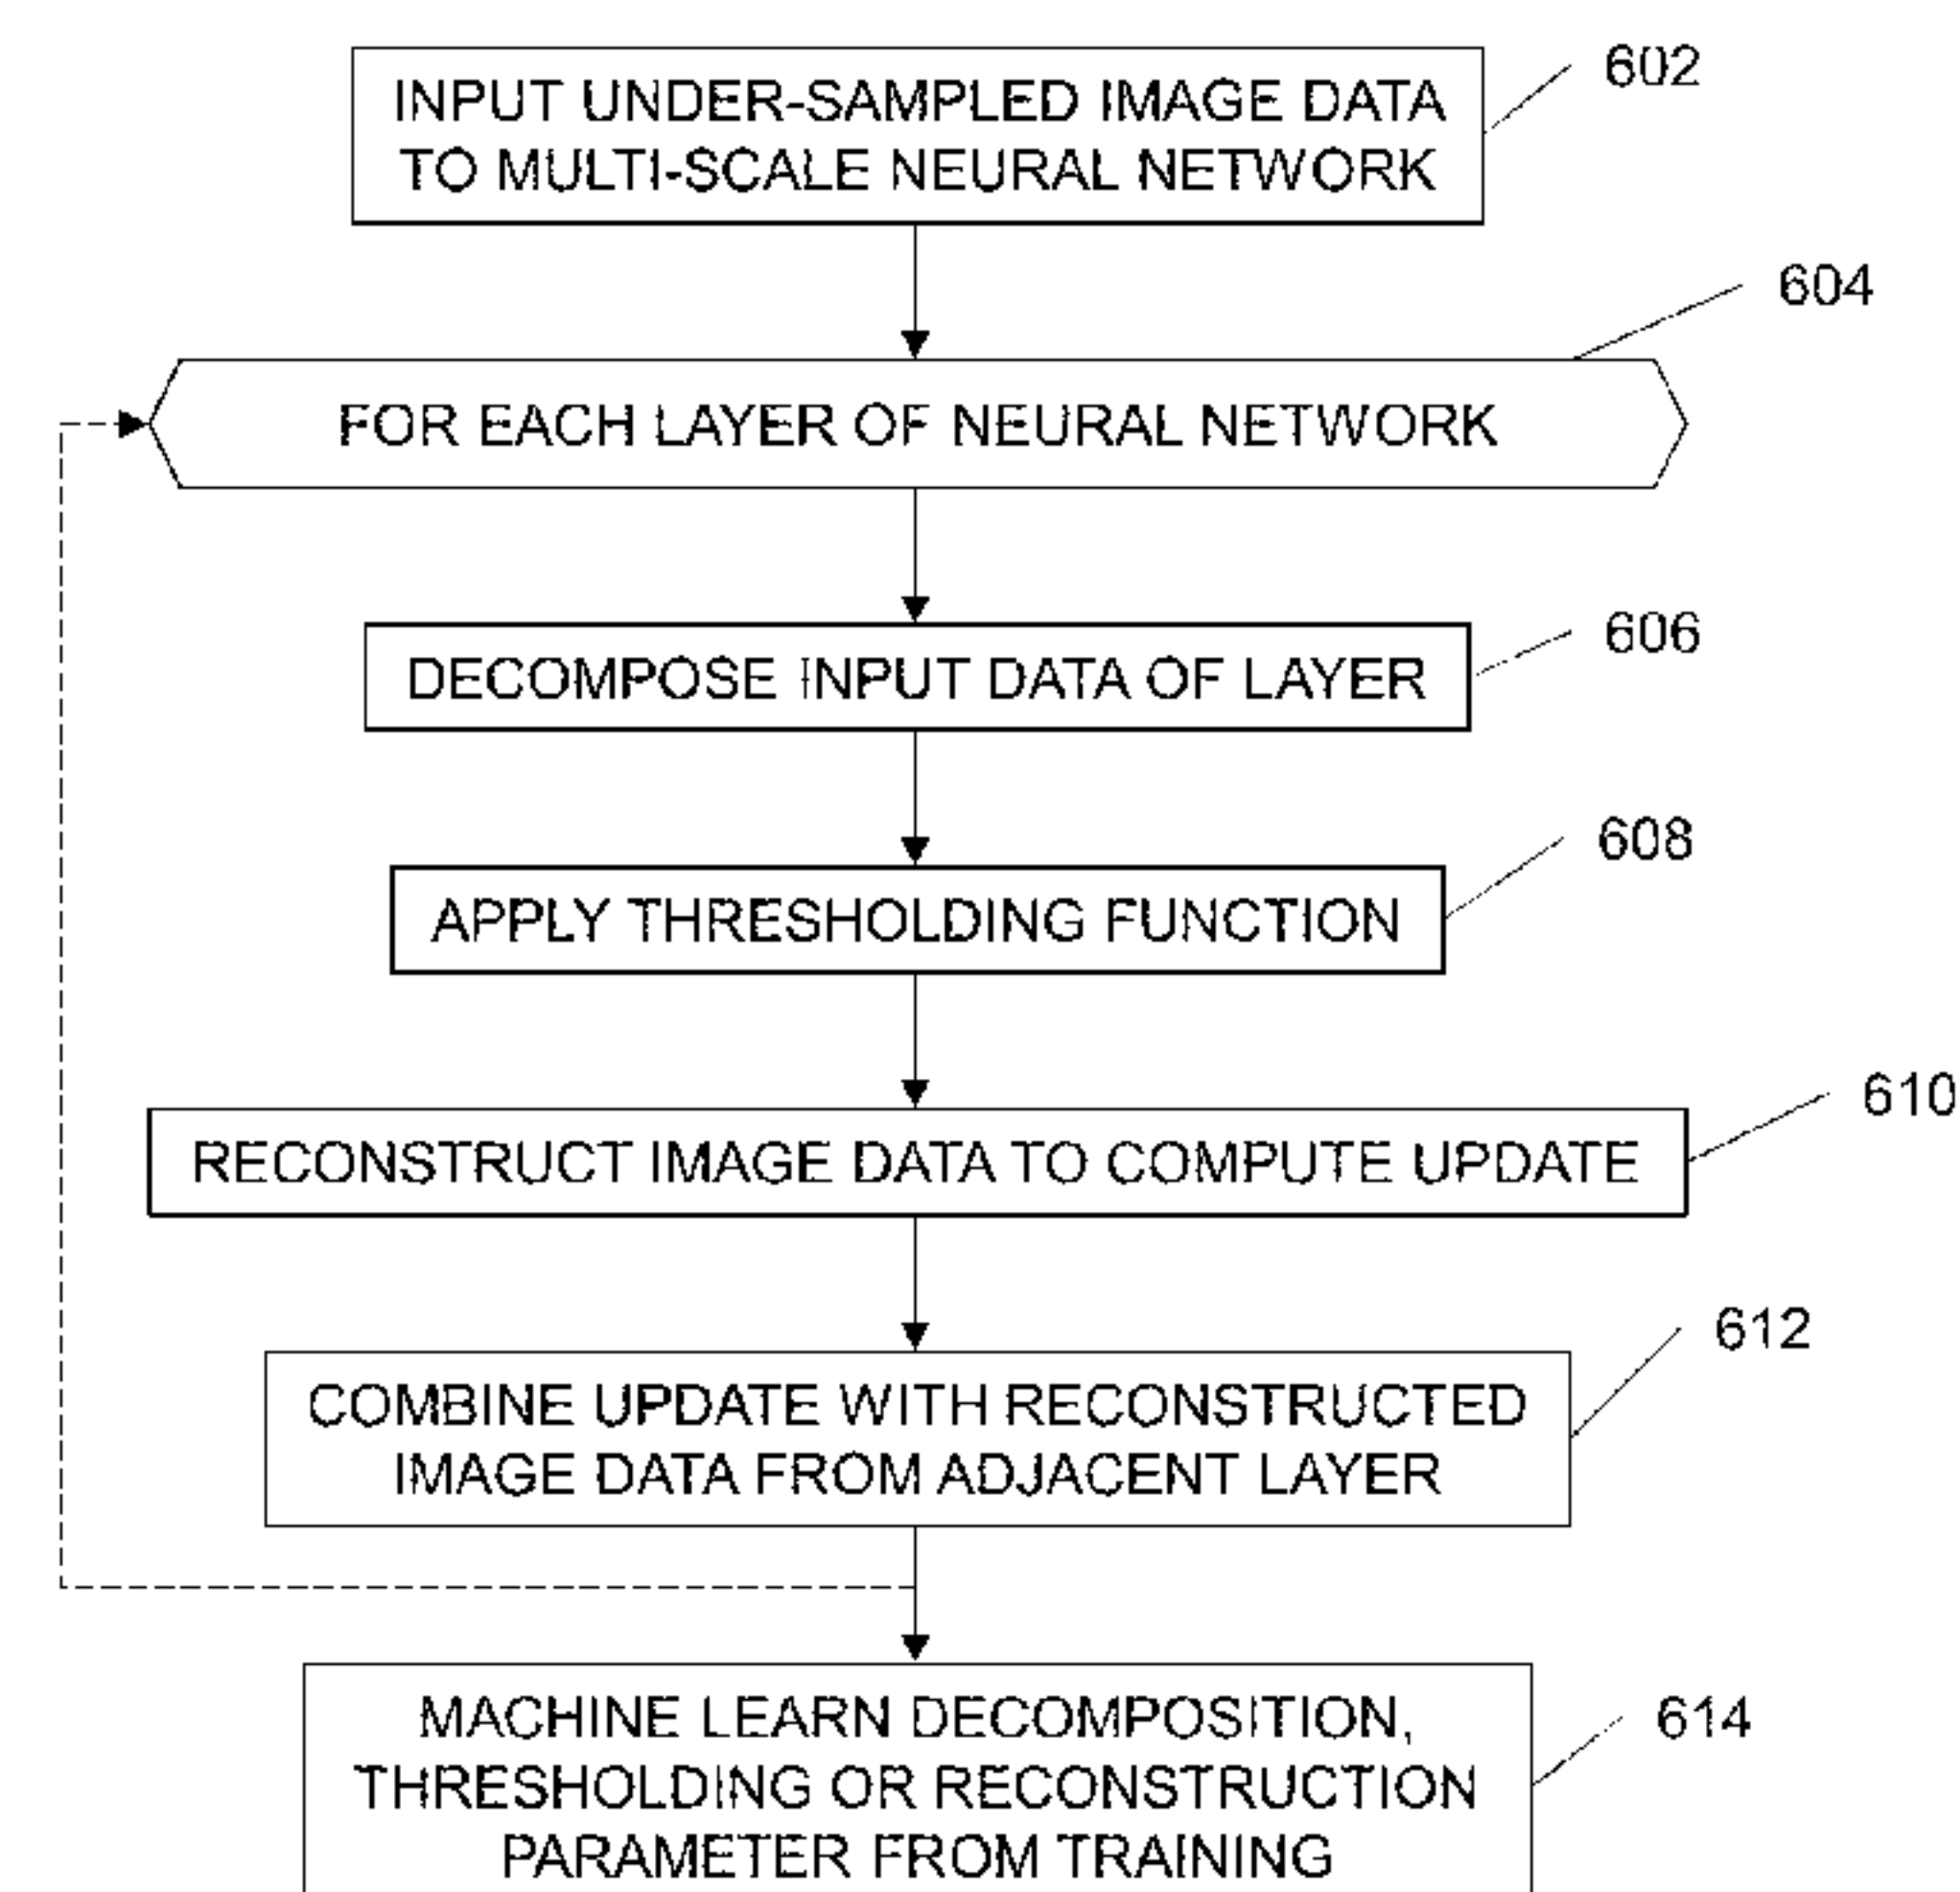 INPUT UNDER-SAMPLED IMAGE DATA
TO MULTI-SCALE NEURAL NETWORK
602
604
FOR EACH LAYER OF NEURAL NETWORK
606
DECOMPOSE INPUT DATA OF LAYER
608
APPLY THRESHOLDING FUNCTION
610
RECONSTRUCT IMAGE DATA TO COMPUTE UPDATE
612
COMBINE UPDATE WITH RECONSTRUCTED
IMAGE DATA FROM ADJACENT LAYER
614
MACHINE LEARN DECOMPOSITION,
THRESHOLDING OR RECONSTRUCTION
PARAMETER FROM TRAINING